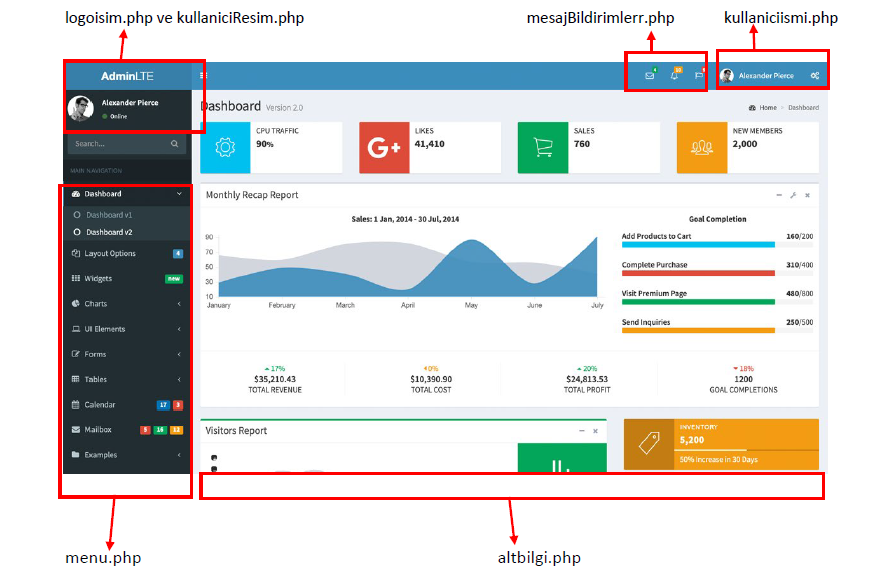 logoisim.php ve kullaniciResim.php
mesajBildirimlerr.php
kullaniciismi.php
AdminLTE
Alexander Pierce
Alexander Pierce
Online
Search...
MAIN NAVIGATION
Dashboard
Dashboard v1
Dashboard v2
Layout Options 4
Widgets new
Charts
UI Elements
Forms
Tables
Calendar 17 3
Mailbox 5 16 12
Examples
Dashboard Version 2.0
Home > Dashboard
CPU TRAFFIC
90%
G+
LIKES
41,410
SALES
760
NEW MEMBERS
2,000
Monthly Recap Report
Sales: 1 Jan, 2014 - 30 Jul, 2014
90
70
50
30
10
January February March April May June July
Goal Completion
Add Products to Cart 160/200
Complete Purchase 310/400
Visit Premium Page 480/800
Send Inquiries 250/500
17%
$35,210.43
TOTAL REVENUE
0%
$10,390.90
TOTAL COST
20%
$24,813.53
TOTAL PROFIT
18%
1200
GOAL COMPLETIONS
Visitors Report
INVENTORY
5,200
50% Increase in 30 Days
menu.php
altbilgi.php